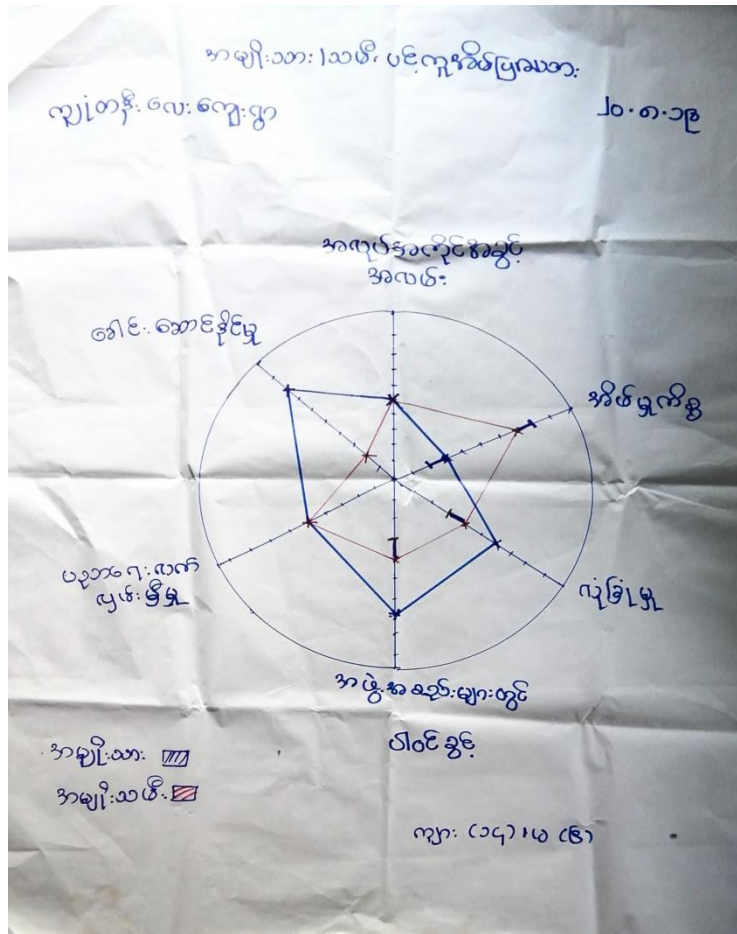 အမျိုးသား၊သမီး ပင့်ကူအိမ်ပြဇယား
ကျွံတနီးလေးကျေးရွာ
၂၀.၈.၁၉
အလုပ်အကိုင်အခွင့်
အလမ်း
ခေါင်းဆောင်နိုင်မှု
အိမ်မှုကိစ္စ
ပညာရေးလက်
လှမ်းမှီမှု
လုံခြုံမှု
အဖွဲ့အစည်းများတွင်
ပါဝင်ခွင့်
အမျိုးသား
အမျိုးသမီး
ကျား (၁၄)၊မ (၆)